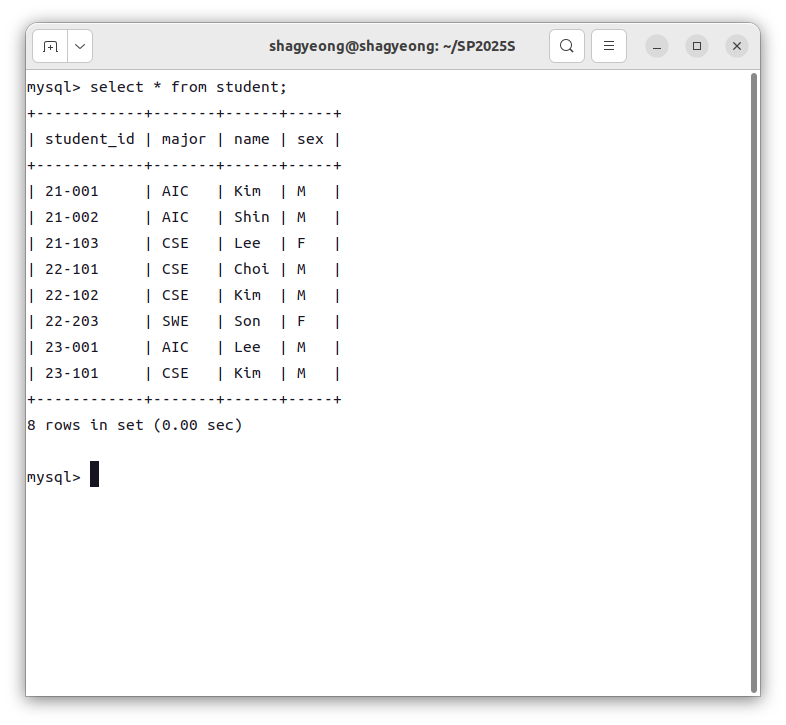 shagyeong@shagyeong: ~/SP2025S
mysql> select * from student;
+------------+-------+------+-----+
| student_id | major | name | sex |
+------------+-------+------+-----+
| 21-001     | AIC   | Kim  | M   |
| 21-002     | AIC   | Shin | M   |
| 21-103     | CSE   | Lee  | F   |
| 22-101     | CSE   | Choi | M   |
| 22-102     | CSE   | Kim  | M   |
| 22-203     | SWE   | Son  | F   |
| 23-001     | AIC   | Lee  | M   |
| 23-101     | CSE   | Kim  | M   |
+------------+-------+------+-----+
8 rows in set (0.00 sec)
mysql>